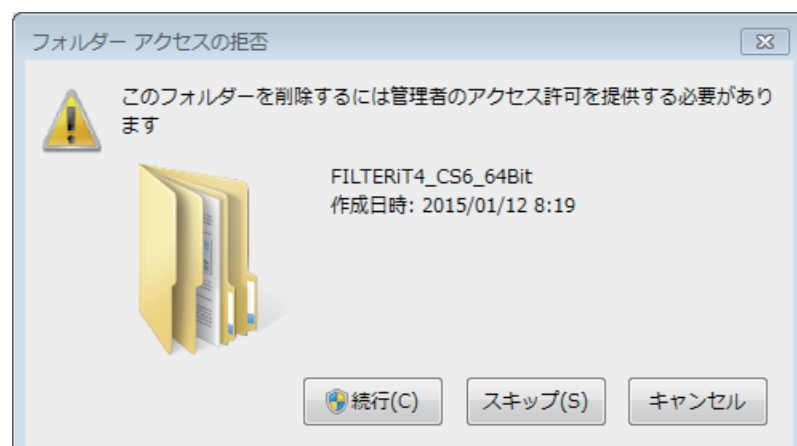 フォルダー アクセスの拒否
このフォルダーを削除するには管理者のアクセス許可を提供する必要があり
ます
FILTERiT4_CS6_64Bit
作成日時: 2015/01/12 8:19
続行(C) スキップ(S) キャンセル